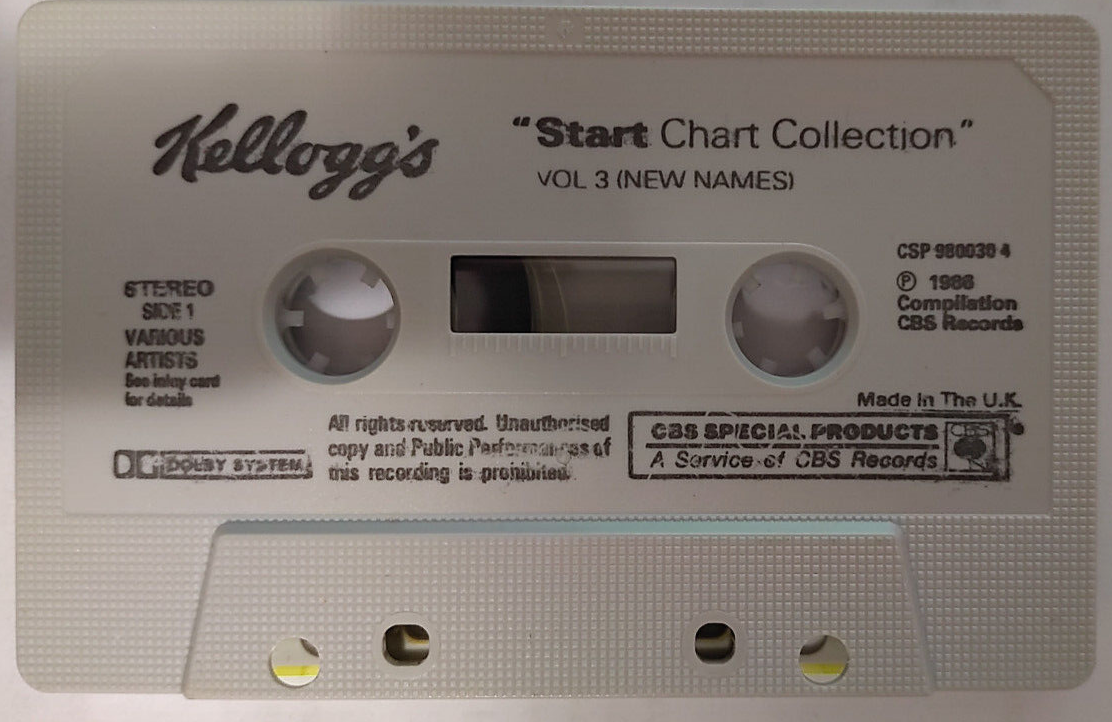 Kellogg's
"Start Chart Collection"
VOL 3 (NEW NAMES)
CSP 980030 4
Ⓟ 1986
Compilation
CBS Records
STEREO
SIDE 1
VARIOUS
ARTISTS
See inlay card
for details
Made In The U.K.
DOLBY SYSTEM
All rights reserved. Unauthorised
copy and Public Performances of
this recording is prohibited.
CBS SPECIAL PRODUCTS
A Service of CBS Records
CBS